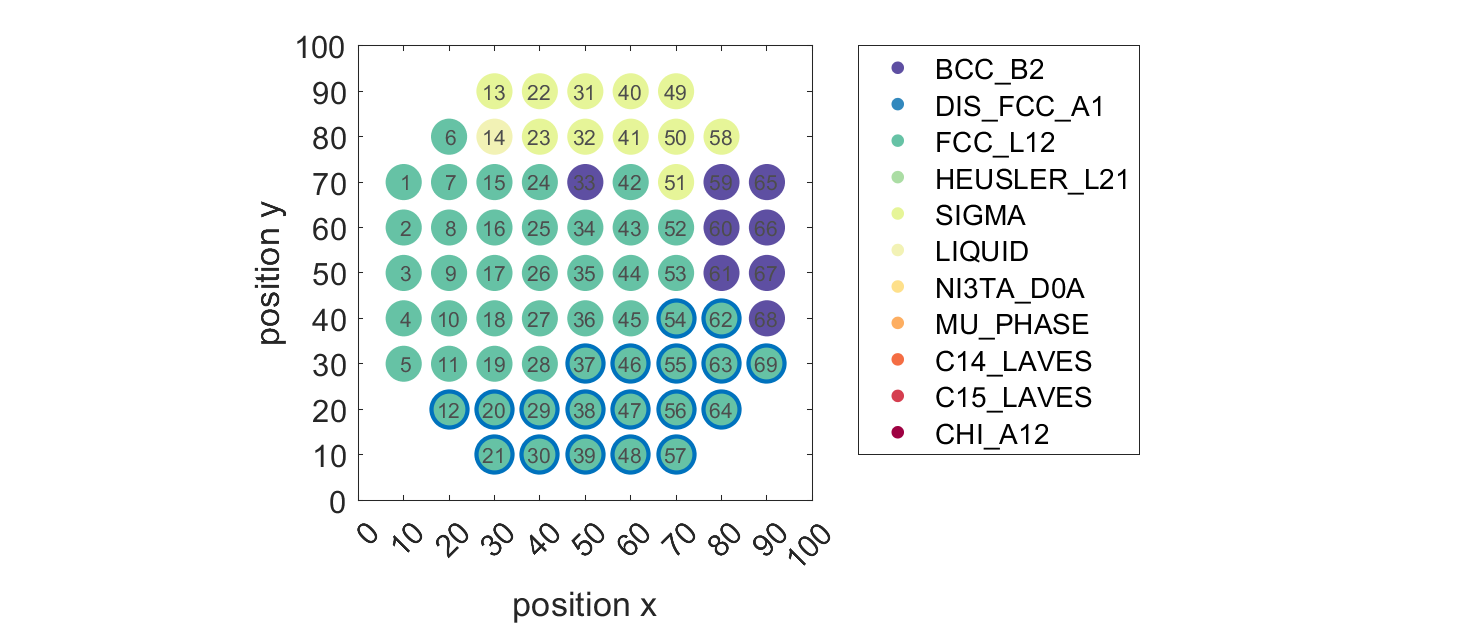 100
90
80
70
60
50
40
30
20
10
0
position y
13 22 31 40 49
6 14 23 32 41 50 58
1 7 15 24 33 42 51 59 65
2 8 16 25 34 43 52 60 66
3 9 17 26 35 44 53 61 67
4 10 18 27 36 45 54 62 68
5 11 19 28 37 46 55 63 69
12 20 29 38 47 56 64
21 30 39 48 57
0 10 20 30 40 50 60 70 80 90 100
position x
BCC_B2
DIS_FCC_A1
FCC_L12
HEUSLER_L21
SIGMA
LIQUID
NI3TA_D0A
MU_PHASE
C14_LAVES
C15_LAVES
CHI_A12